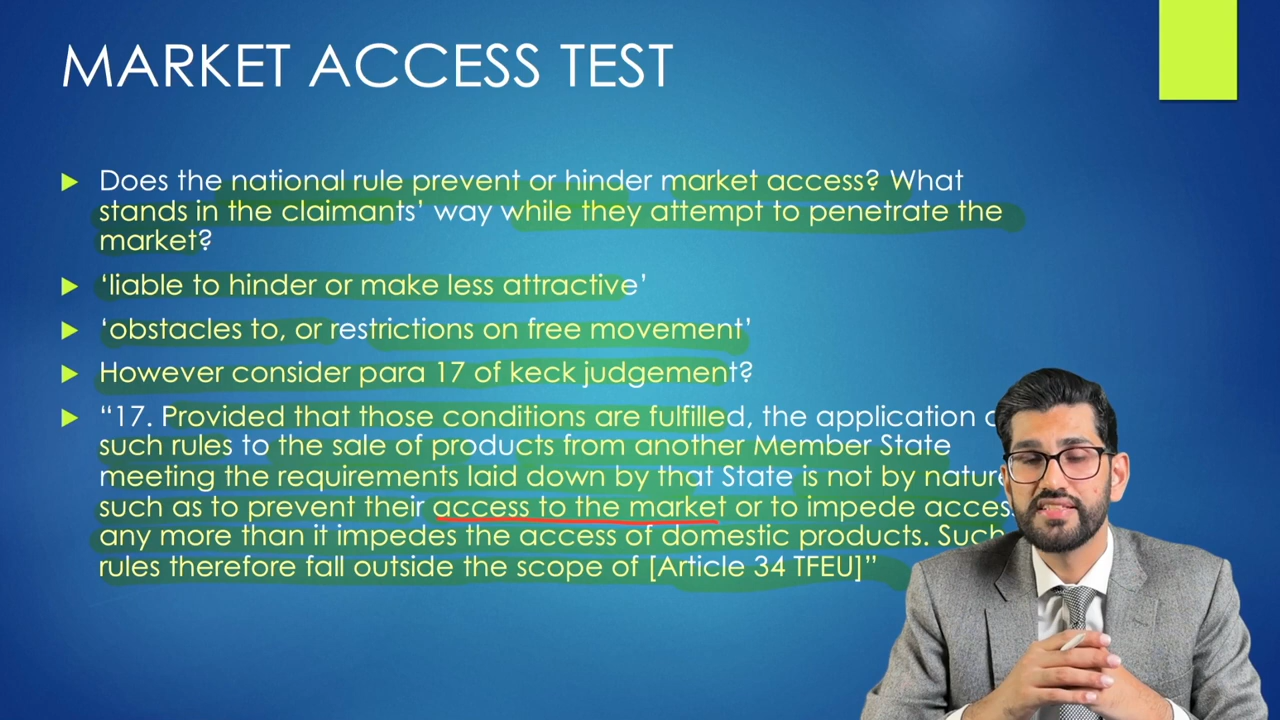 MARKET ACCESS TEST
Does the national rule prevent or hinder market access? What
stands in the claimants’ way while they attempt to penetrate the
market?
‘liable to hinder or make less attractive’
‘obstacles to, or restrictions on free movement’
However consider para 17 of keck judgement?
“17. Provided that those conditions are fulfilled, the application
such rules to the sale of products from another Member State
meeting the requirements laid down by that State is not by nature
such as to prevent their access to the market or to impede access
any more than it impedes the access of domestic products. Such
rules therefore fall outside the scope of [Article 34 TFEU]”